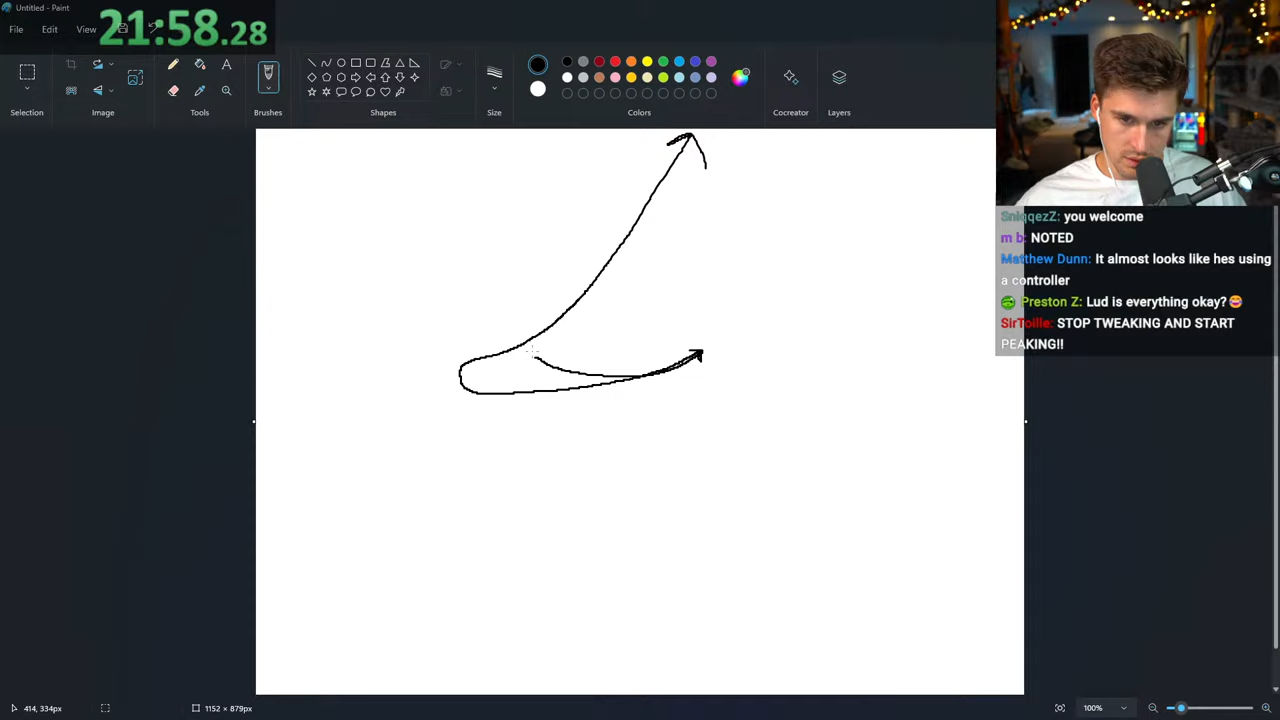 Untitled - Paint
21:58.28
File Edit View
Selection Image Tools Brushes Shapes Size Colors Cocreator Layers
SniqqezZ: you welcome
m b: NOTED
Matthew Dunn: It almost looks like hes using
a controller
Preston Z: Lud is everything okay?
SirToille: STOP TWEAKING AND START
PEAKING!!
414, 334px 1152 × 879px 100%